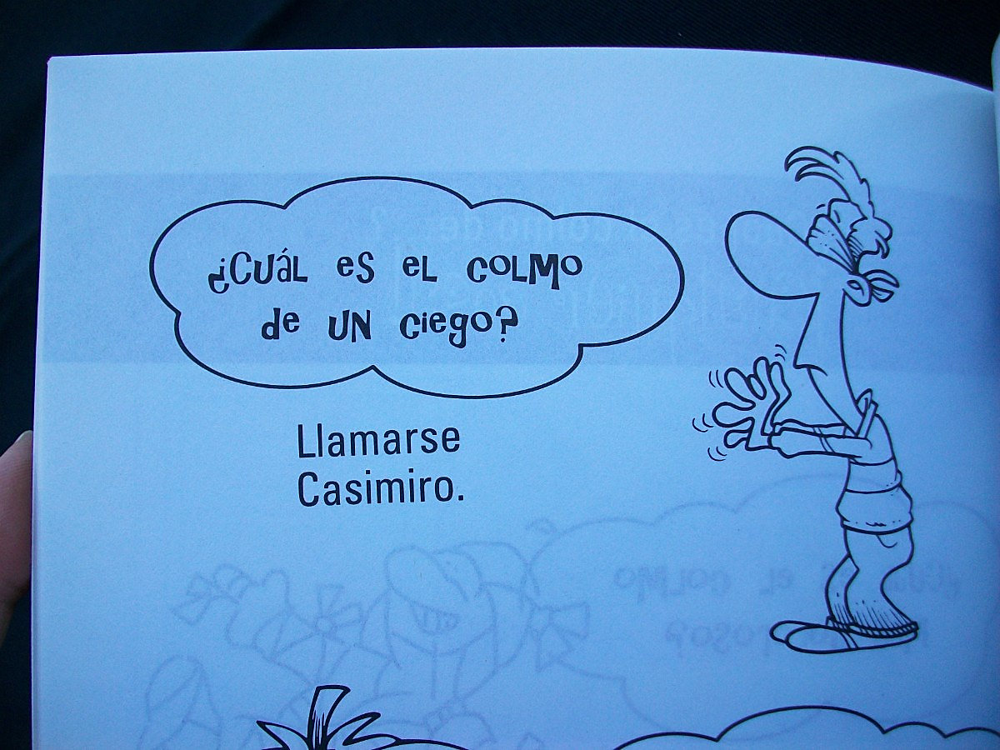 ¿Cuál es el colmo
de un ciego?
Llamarse
Casimiro.